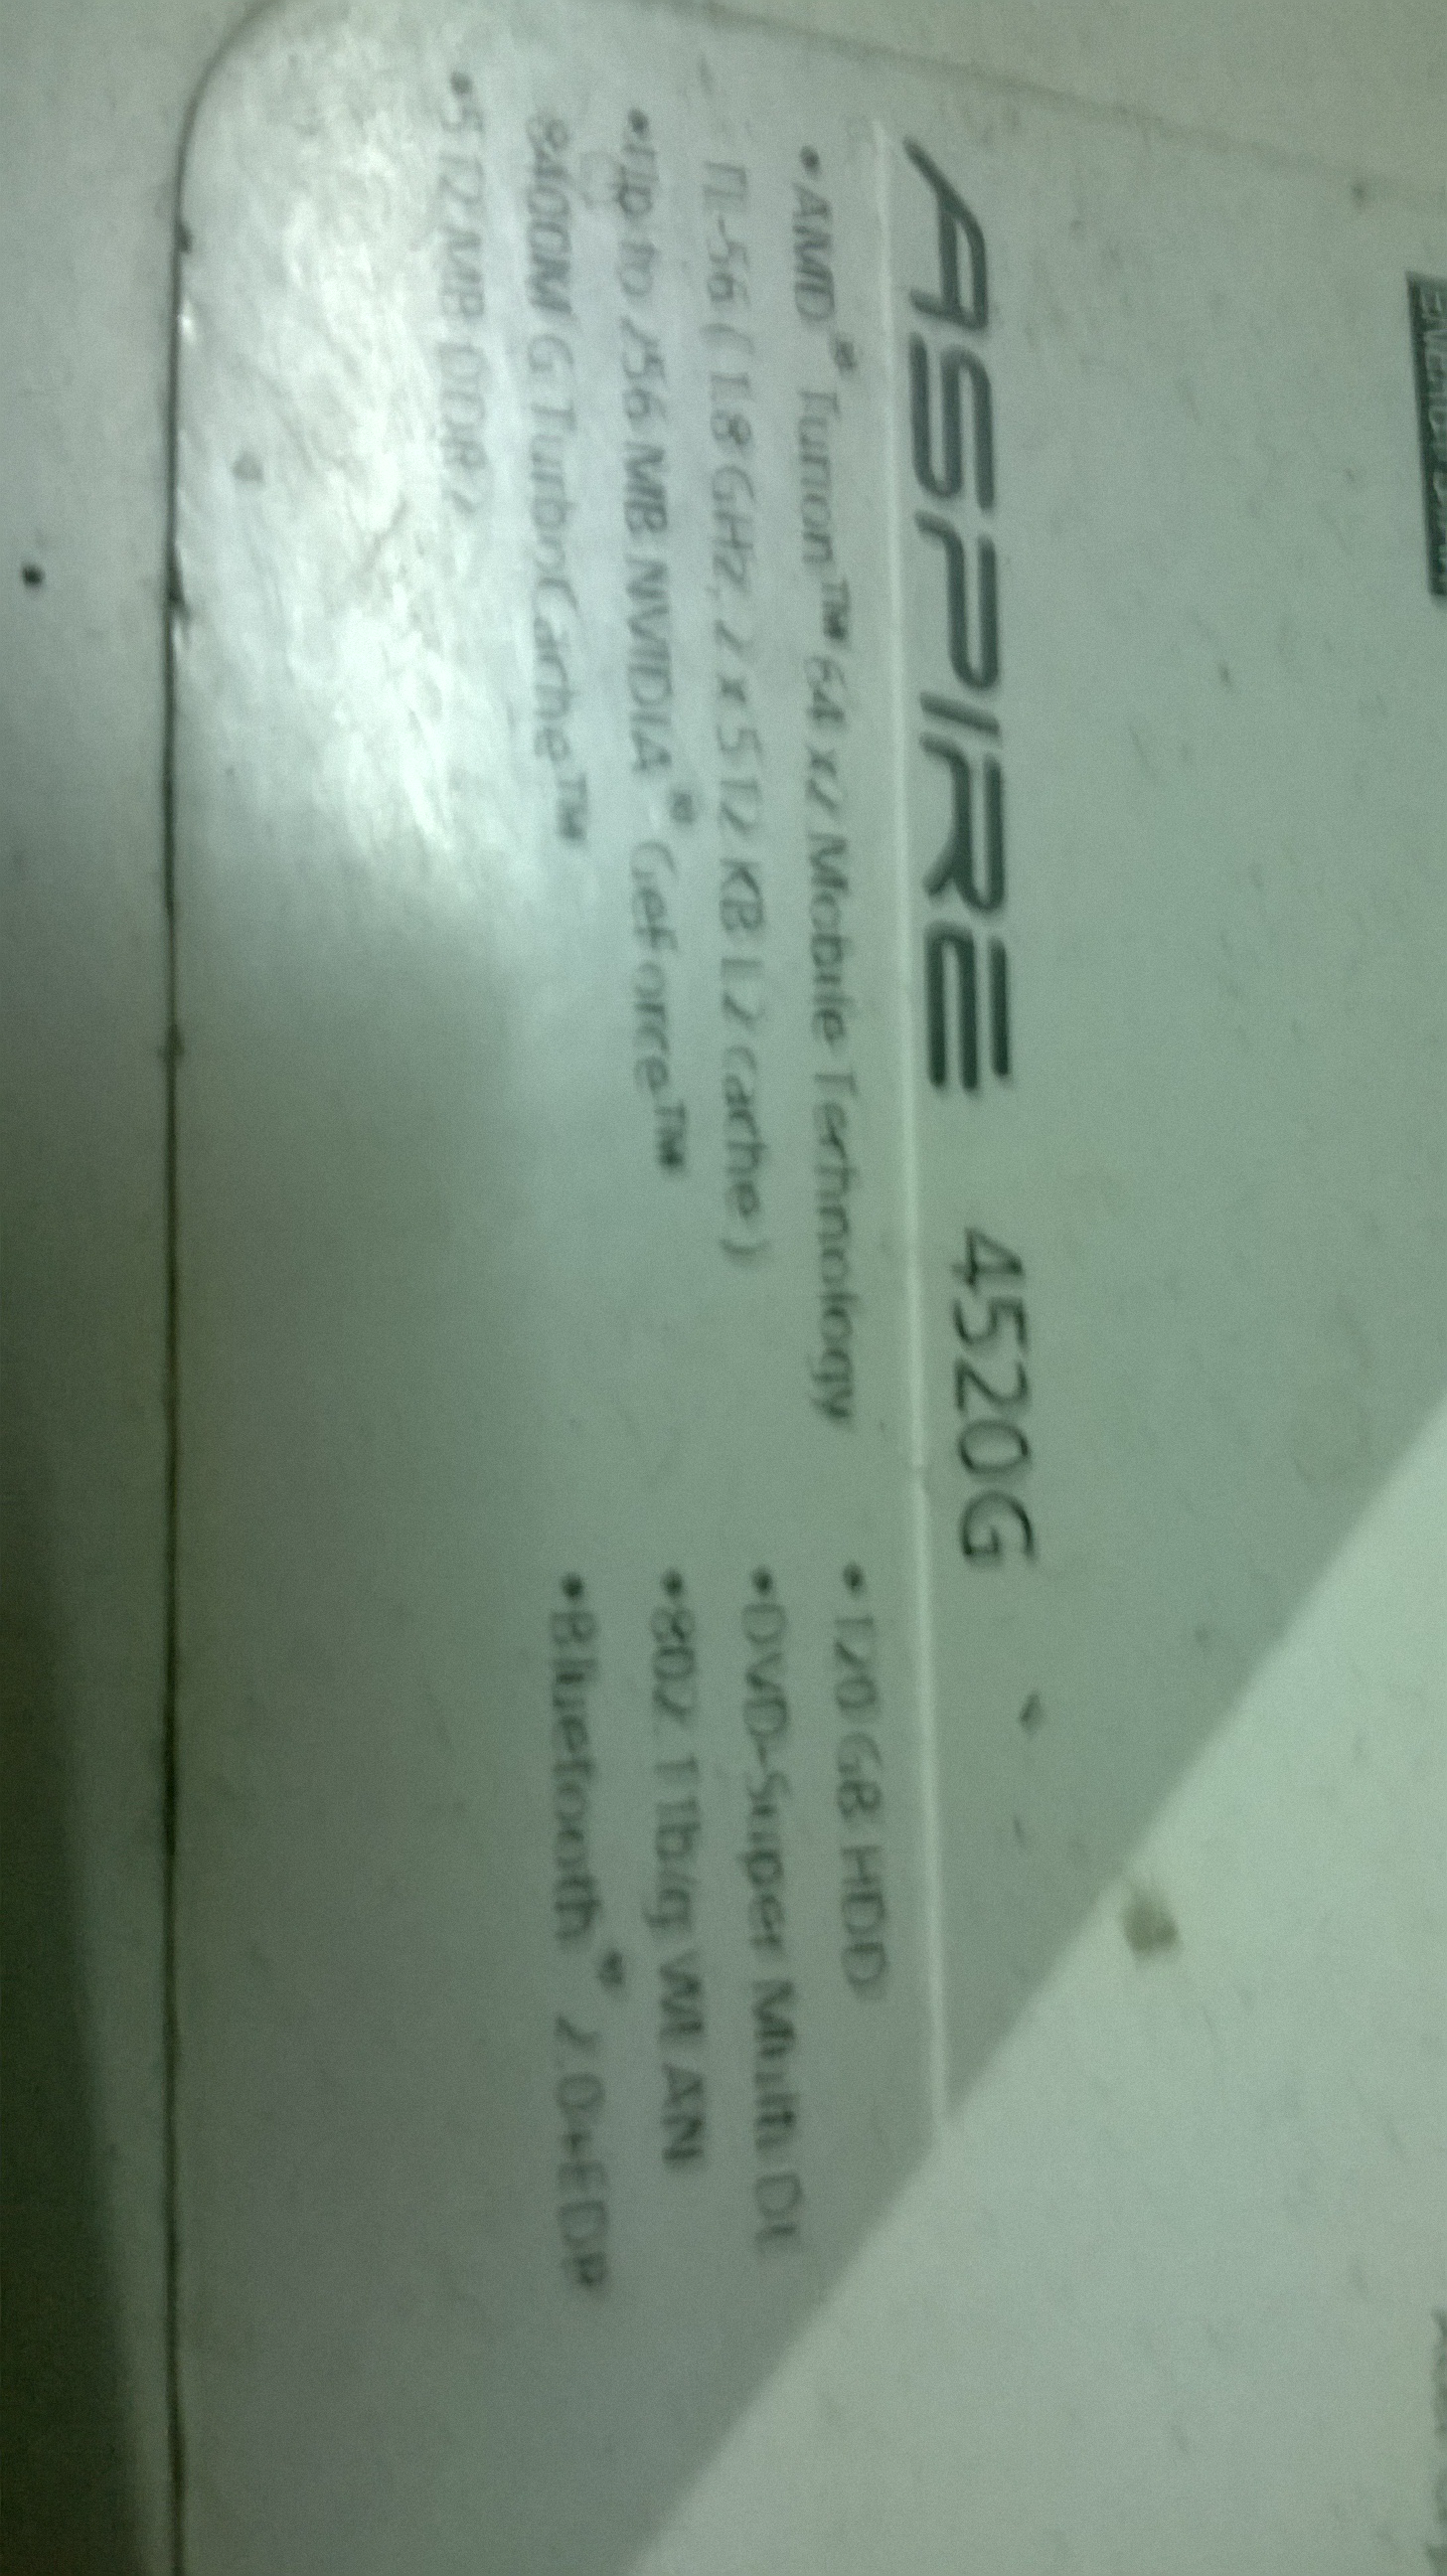 ASPIRE 4520G
• AMD® Turion™ 64 x2 Mobile Technology
TL-56 (1.8 GHz, 2 x 512 KB L2 cache)
• up to 256 MB NVIDIA® GeForce™
8400M G TurboCache™
• 512 MB DDR2
• 120 GB HDD
• DVD-Super Multi DL
• 802.11b/g WLAN
• Bluetooth® 2.0+EDR